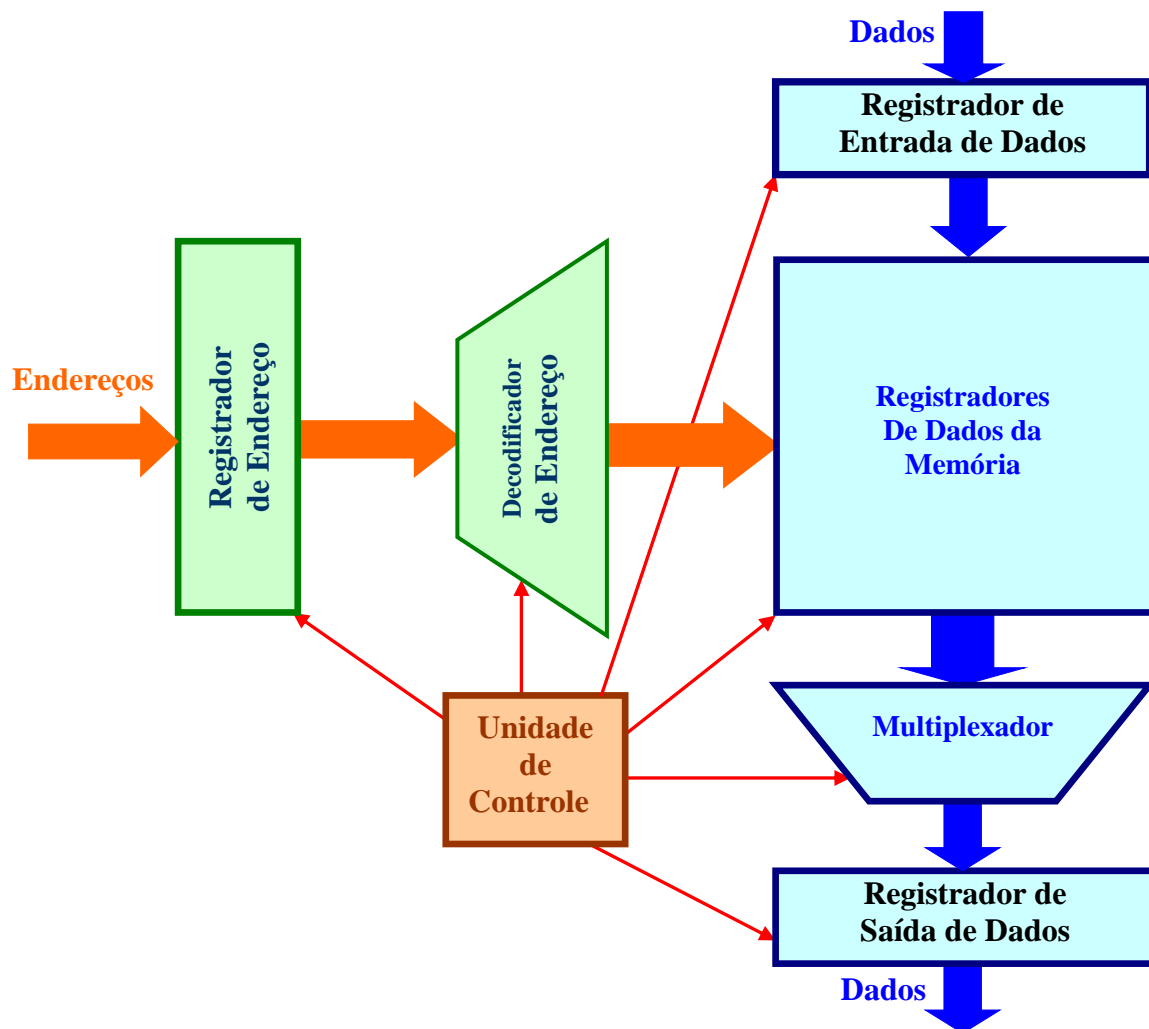 Dados
Registrador de
Entrada de Dados
Endereços
Registrador
de Endereço
Decodificador
de Endereço
Registradores
De Dados da
Memória
Unidade
de
Controle
Multiplexador
Registrador de
Saída de Dados
Dados